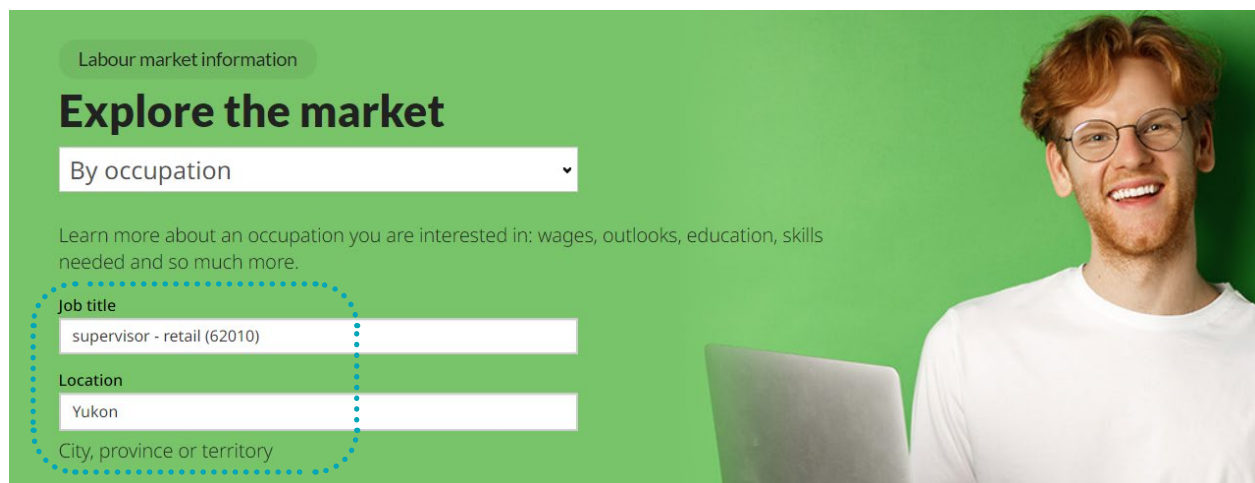 Labour market information
Explore the market
By occupation
Learn more about an occupation you are interested in: wages, outlooks, education, skills
needed and so much more.
Job title
supervisor - retail (62010)
Location
Yukon
City, province or territory